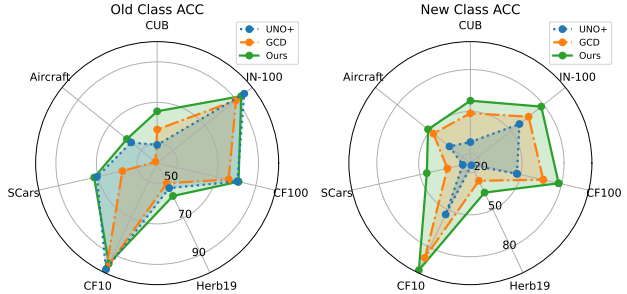 Old Class ACC
CUB
UNO+
GCD
Ours
Aircraft
IN-100
SCars
50
CF100
70
90
CF10
Herb19
New Class ACC
CUB
UNO+
GCD
Ours
Aircraft
IN-100
SCars
20
CF100
50
80
CF10
Herb19